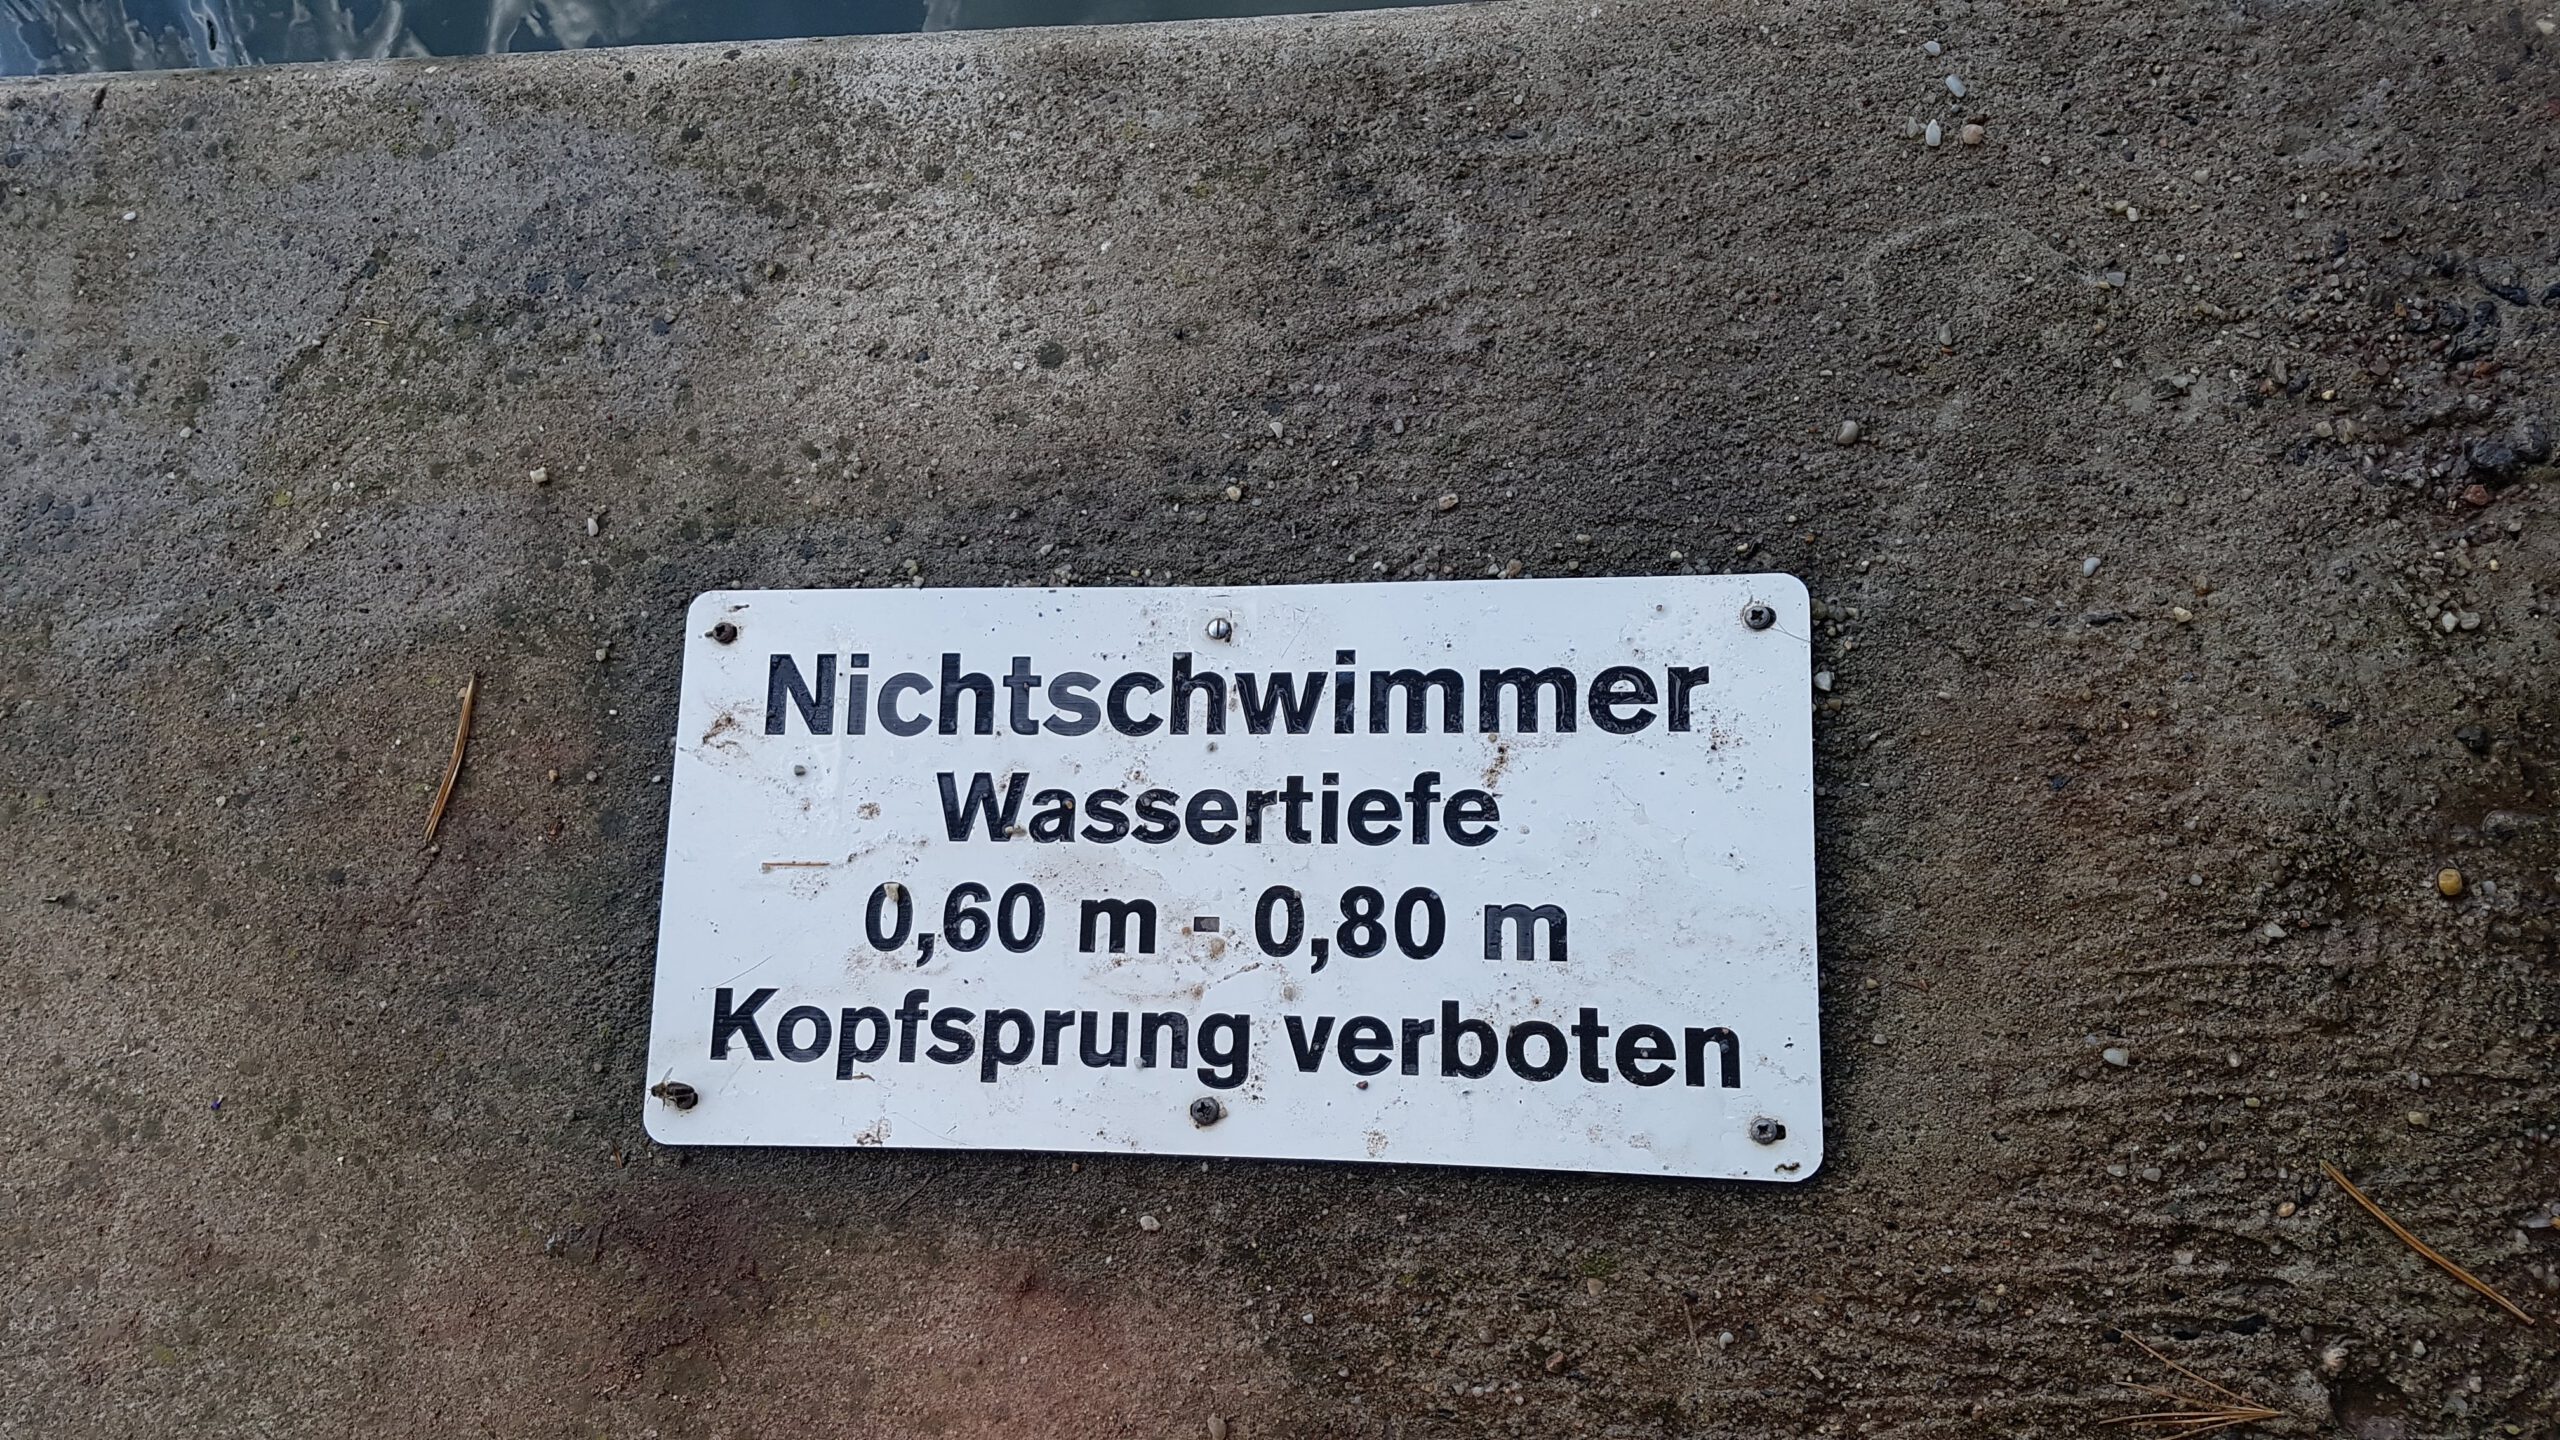 Nichtschwimmer
Wassertiefe
0,60 m - 0,80 m
Kopfsprung verboten